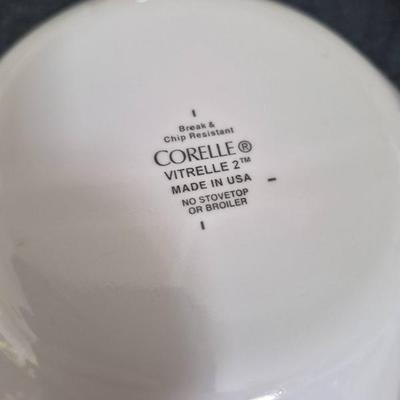 Break &
Chip Resistant
CORELLE®
VITRELLE 2™
MADE IN USA
NO STOVETOP
OR BROILER